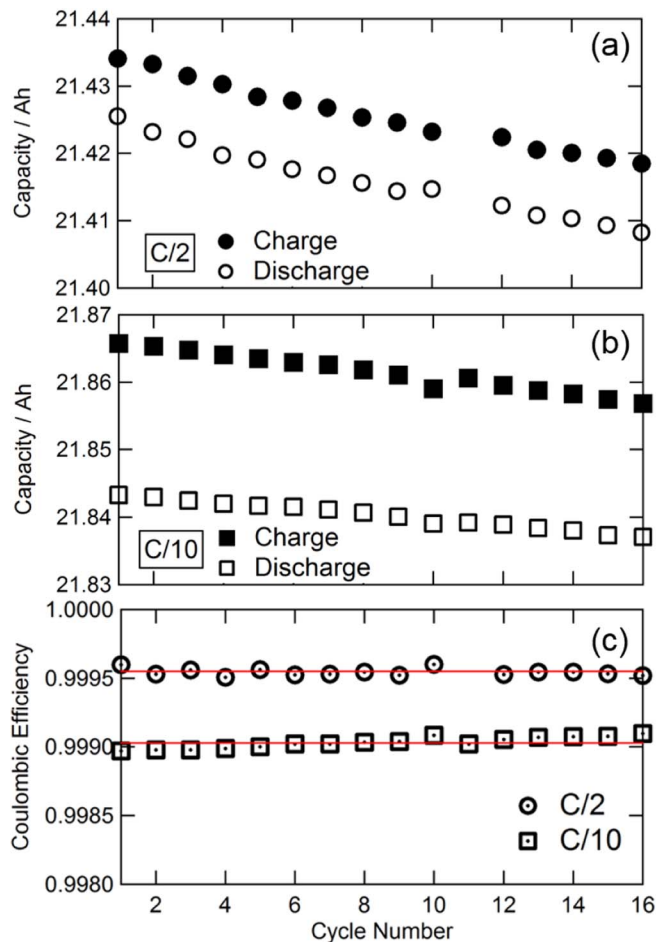 21.44
(a)
21.43
21.42
21.41
21.40
Capacity / Ah
C/2
Charge
Discharge
21.87
(b)
21.86
21.85
21.84
21.83
Capacity / Ah
C/10
Charge
Discharge
1.0000
(c)
0.9995
0.9990
0.9985
0.9980
Coulombic Efficiency
C/2
C/10
2 4 6 8 10 12 14 16
Cycle Number